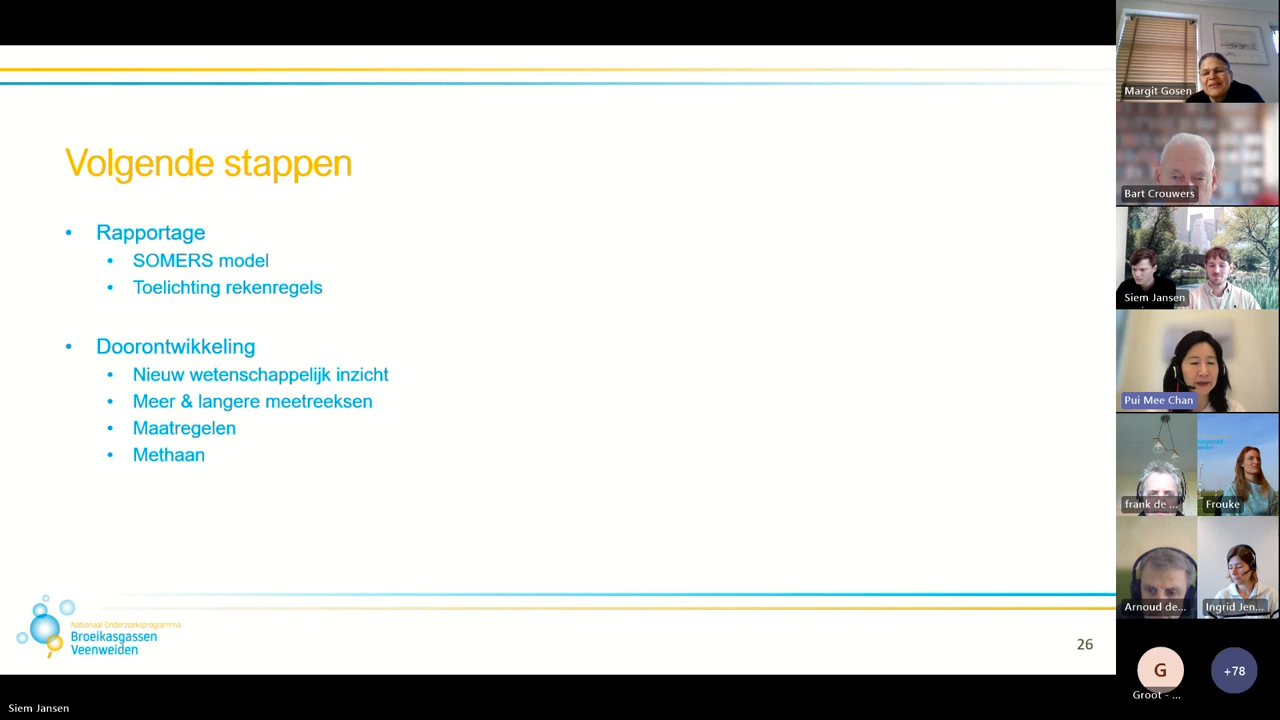 Volgende stappen
• Rapportage
• SOMERS model
• Toelichting rekenregels
• Doorontwikkeling
• Nieuw wetenschappelijk inzicht
• Meer & langere meetreeksen
• Maatregelen
• Methaan
Nationaal Onderzoeksprogramma
Broeikasgassen
Veenweiden
26
Siem Jansen
Margit Gosen
Bart Crouwers
Siem Jansen
Pui Mee Chan
frank de ...
Frouke
Arnoud de...
Ingrid Jen...
G
Groot - ...
+78